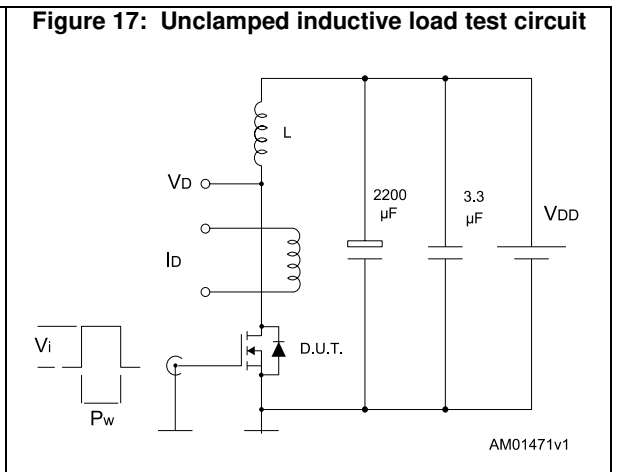 Figure 17: Unclamped inductive load test circuit
L
VD
2200
µF
3.3
µF
VDD
ID
Vi
D.U.T.
Pw
AM01471v1